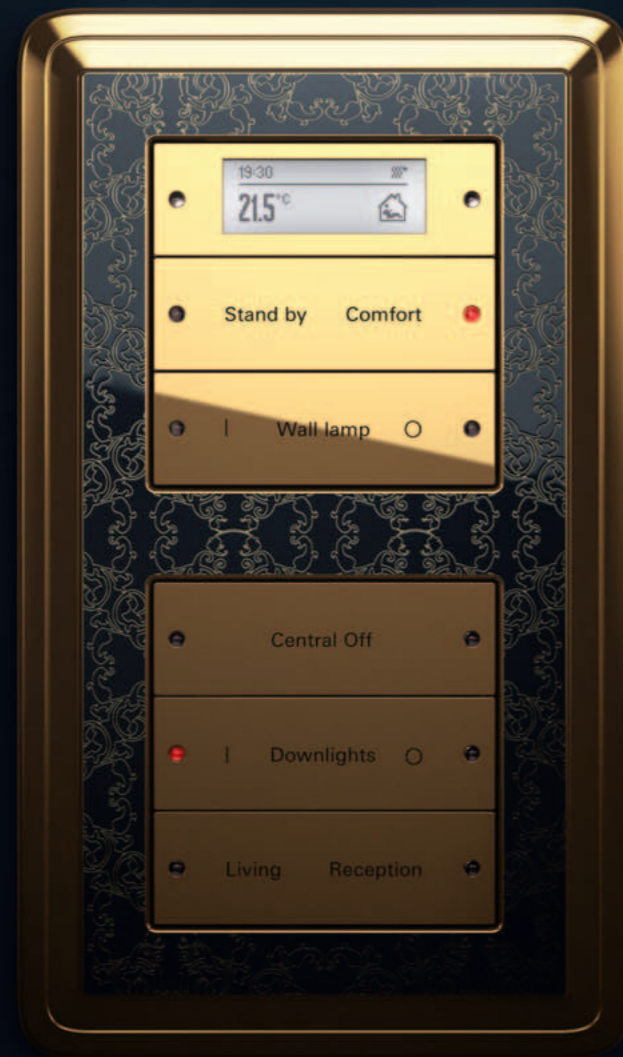 19:30
21.5°C
Stand by Comfort
| Wall lamp O
Central Off
| Downlights O
Living Reception